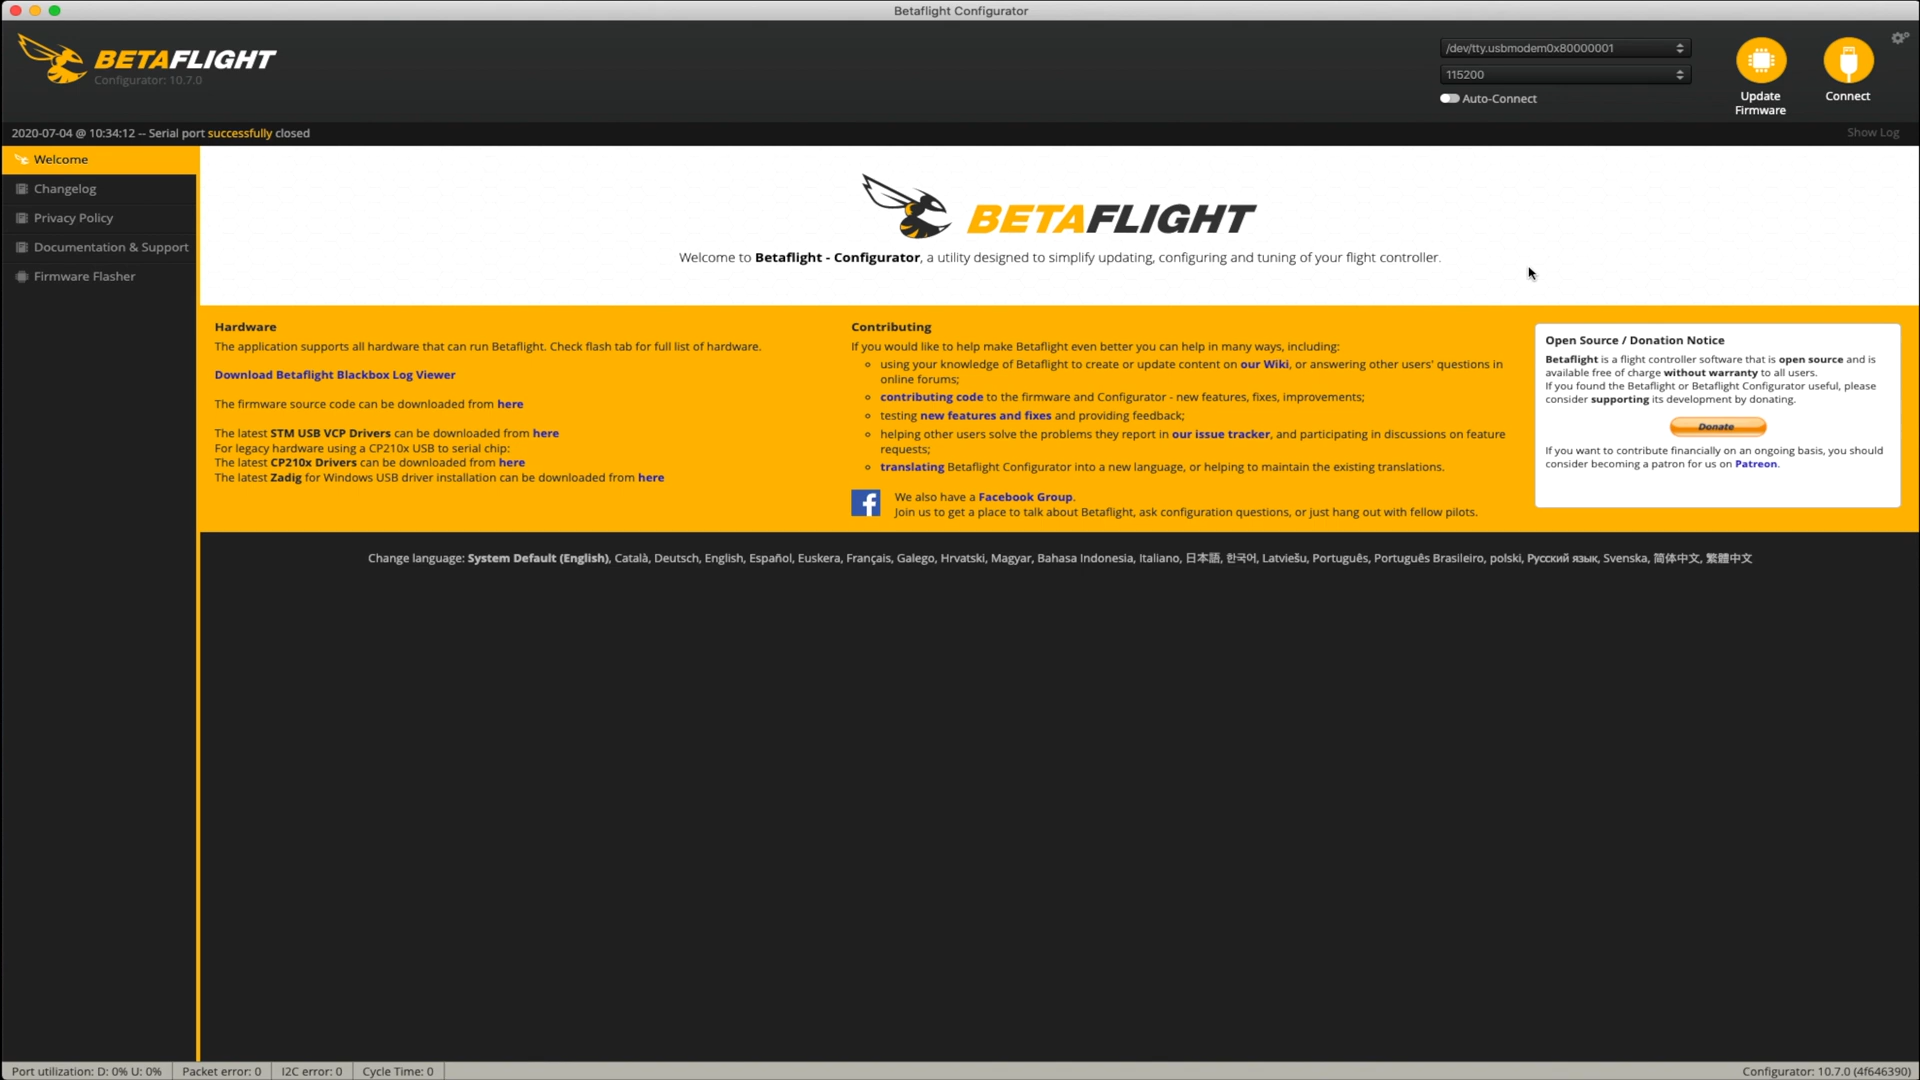 Betaflight Configurator
BETAFLIGHT
Configurator: 10.7.0
/dev/tty.usbmodem0x80000001
115200
Auto-Connect
Update
Firmware
Connect
2020-07-04 @ 10:34:12 -- Serial port successfully closed
Show Log
Welcome
Changelog
Privacy Policy
Documentation & Support
Firmware Flasher
BETAFLIGHT
Welcome to Betaflight - Configurator, a utility designed to simplify updating, configuring and tuning of your flight controller.
Hardware
The application supports all hardware that can run Betaflight. Check flash tab for full list of hardware.
Download Betaflight Blackbox Log Viewer
The firmware source code can be downloaded from here
The latest STM USB VCP Drivers can be downloaded from here
For legacy hardware using a CP210x USB to serial chip:
The latest CP210x Drivers can be downloaded from here
The latest Zadig for Windows USB driver installation can be downloaded from here
Contributing
If you would like to help make Betaflight even better you can help in many ways, including:
using your knowledge of Betaflight to create or update content on our Wiki, or answering other users' questions in
online forums;
contributing code to the firmware and Configurator - new features, fixes, improvements;
testing new features and fixes and providing feedback;
helping other users solve the problems they report in our issue tracker, and participating in discussions on feature
requests;
translating Betaflight Configurator into a new language, or helping to maintain the existing translations.
We also have a Facebook Group.
Join us to get a place to talk about Betaflight, ask configuration questions, or just hang out with fellow pilots.
Open Source / Donation Notice
Betaflight is a flight controller software that is open source and is
available free of charge without warranty to all users.
If you found the Betaflight or Betaflight Configurator useful, please
consider supporting its development by donating.
Donate
If you want to contribute financially on an ongoing basis, you should
consider becoming a patron for us on Patreon.
Change language: System Default (English), Català, Deutsch, English, Español, Euskera, Français, Galego, Hrvatski, Magyar, Bahasa Indonesia, Italiano, 日本語, 한국어, Latviešu, Português, Português Brasileiro, polski, Русский язык, Svenska, 简体中文, 繁體中文
Port utilization: D: 0% U: 0%
Packet error: 0
I2C error: 0
Cycle Time: 0
Configurator: 10.7.0 (4f646390)